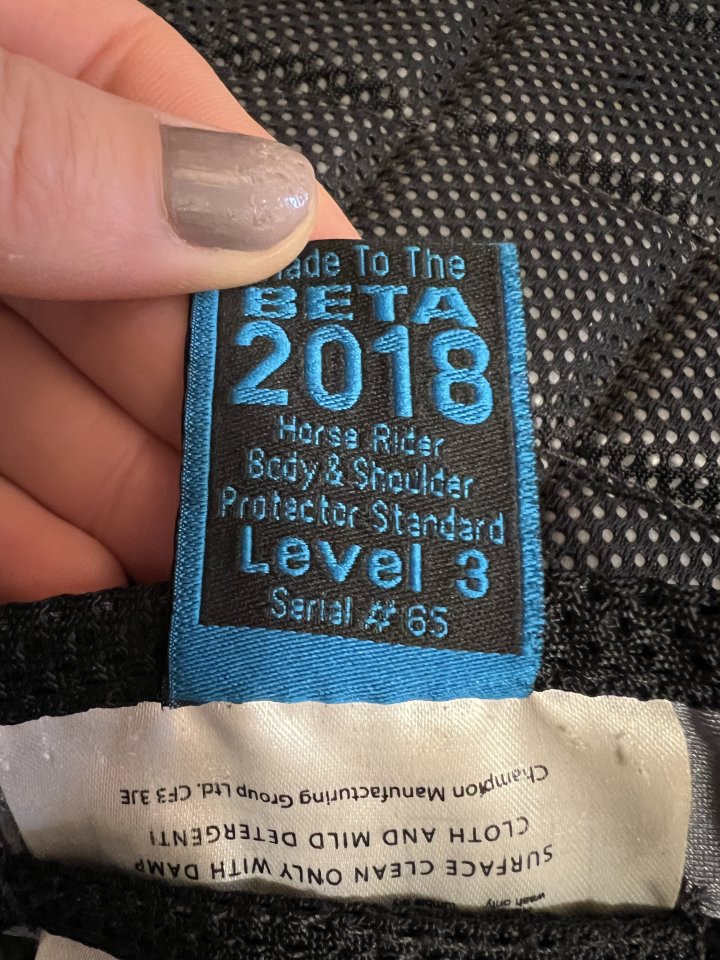 Made To The
BETA
2018
Horse Rider
Body & Shoulder
Protector Standard
Level 3
Serial # 65
SURFACE CLEAN ONLY WITH DAMP
CLOTH AND MILD DETERGENT
Champion Manufacturing Group Ltd. CF3 3JE